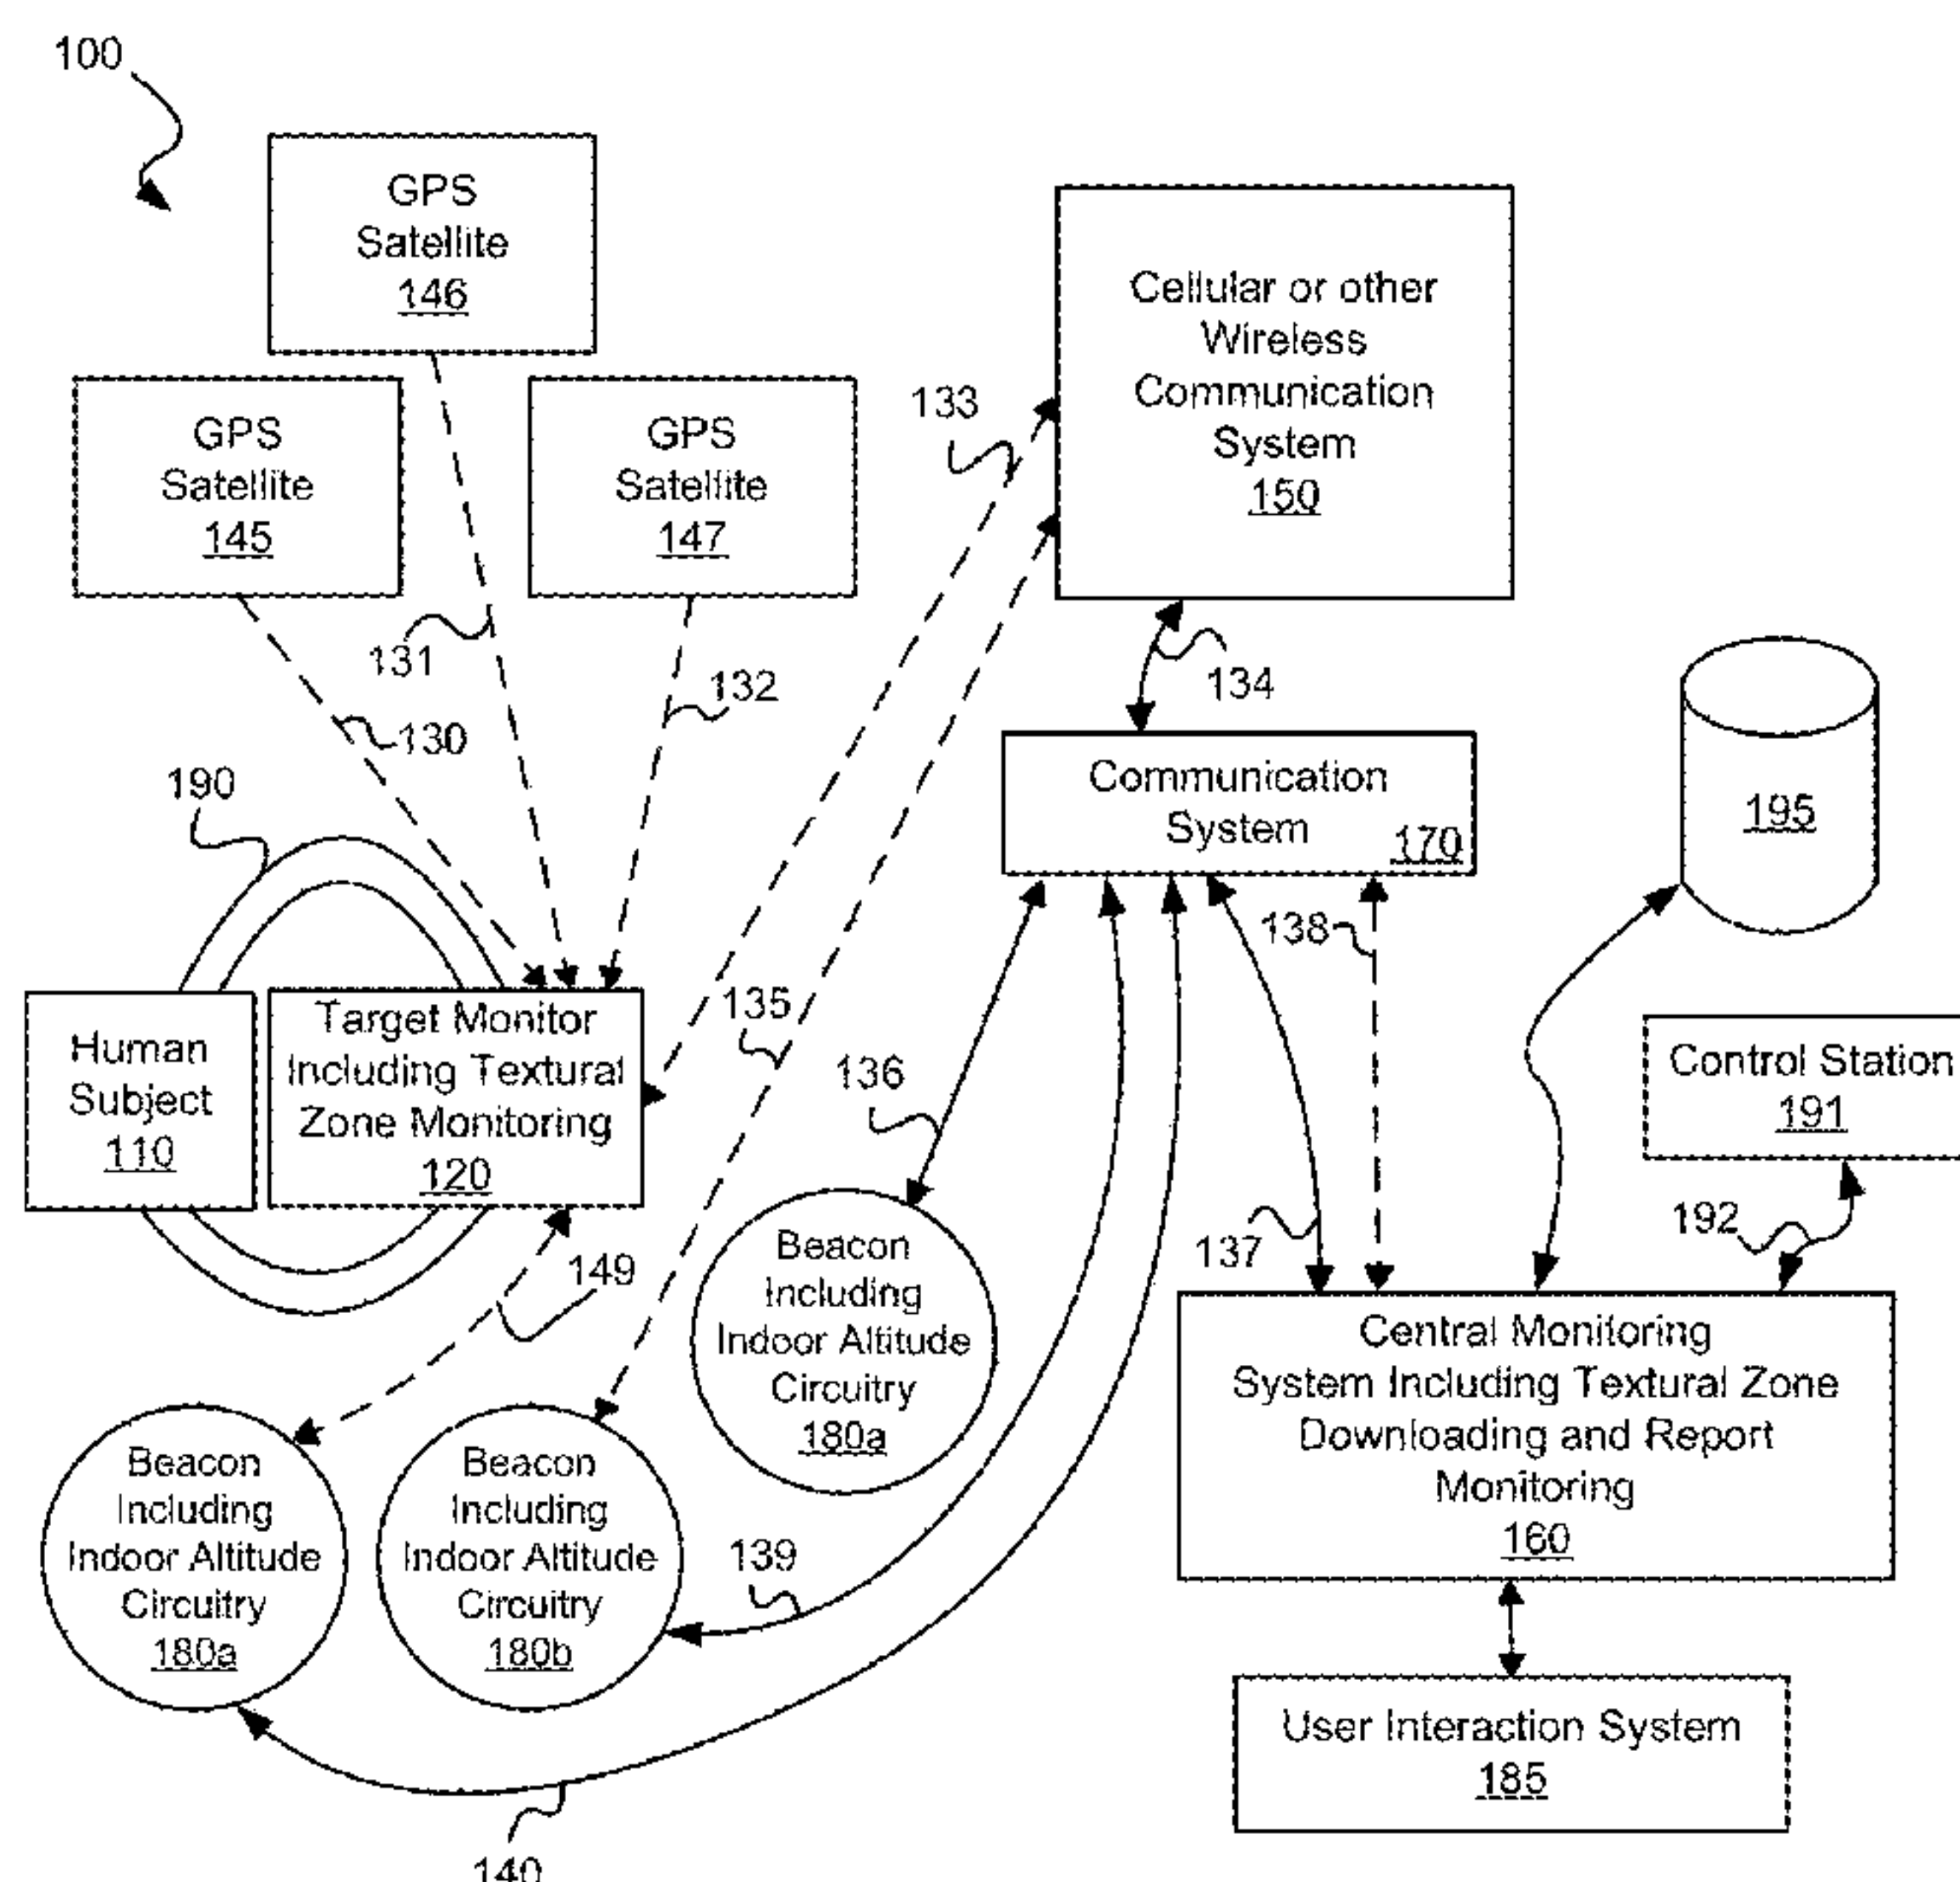 100
GPS
Satellite
146
GPS
Satellite
145
GPS
Satellite
147
Cellular or other
Wireless
Communication
System
150
133
131
132
130
134
190
Communication
System
170
195
138
Human
Subject
110
Target Monitor
Including Textural
Zone Monitoring
120
135
136
Control Station
191
192
137
149
Beacon
Including
Indoor Altitude
Circuitry
180a
Central Monitoring
System Including Textural Zone
Downloading and Report
Monitoring
160
Beacon
Including
Indoor Altitude
Circuitry
180a
Beacon
Including
Indoor Altitude
Circuitry
180b
139
User Interaction System
185
140